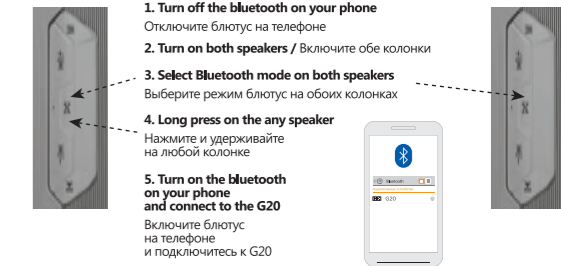 1. Turn off the bluetooth on your phone
Отключите блютус на телефоне
2. Turn on both speakers / Включите обе колонки
3. Select Bluetooth mode on both speakers
Выберите режим блютус на обоих колонках
4. Long press on the any speaker
Нажмите и удерживайте
на любой колонке
5. Turn on the bluetooth
on your phone
and connect to the G20
Включите блютус
на телефоне
и подключитесь к G20
Bluetooth
G20